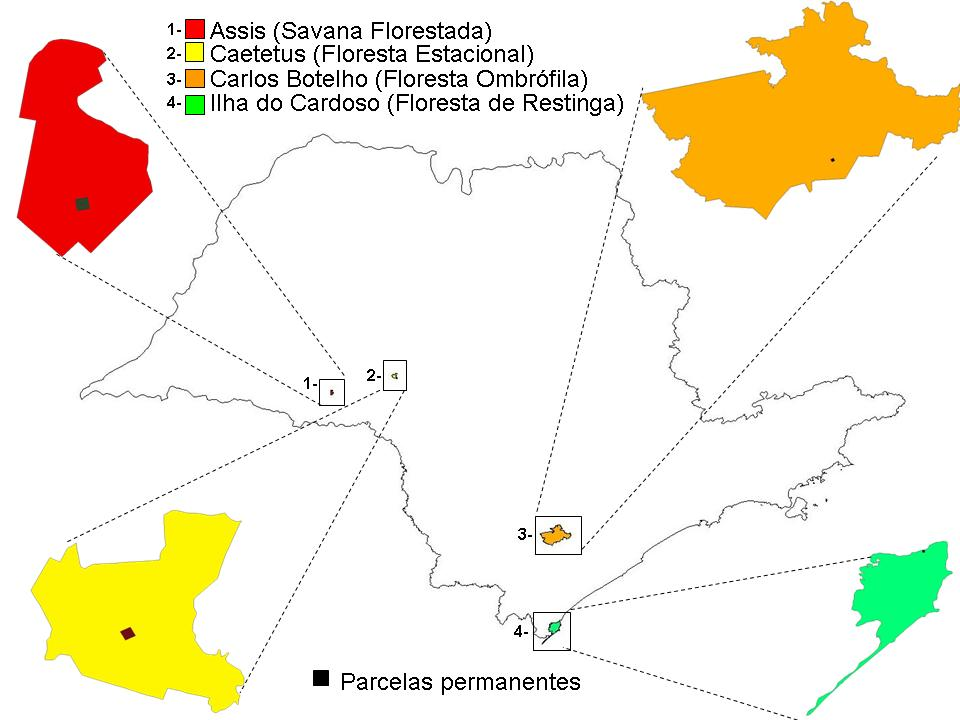 1- Assis (Savana Florestada)
2- Caetetus (Floresta Estacional)
3- Carlos Botelho (Floresta Ombrófila)
4- Ilha do Cardoso (Floresta de Restinga)
2-
1-
3-
4-
Parcelas permanentes